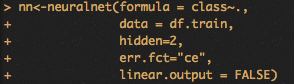 > nn<-neuralnet(formula = class~.,
+               data = df.train,
+               hidden=2,
+               err.fct="ce",
+               linear.output = FALSE)